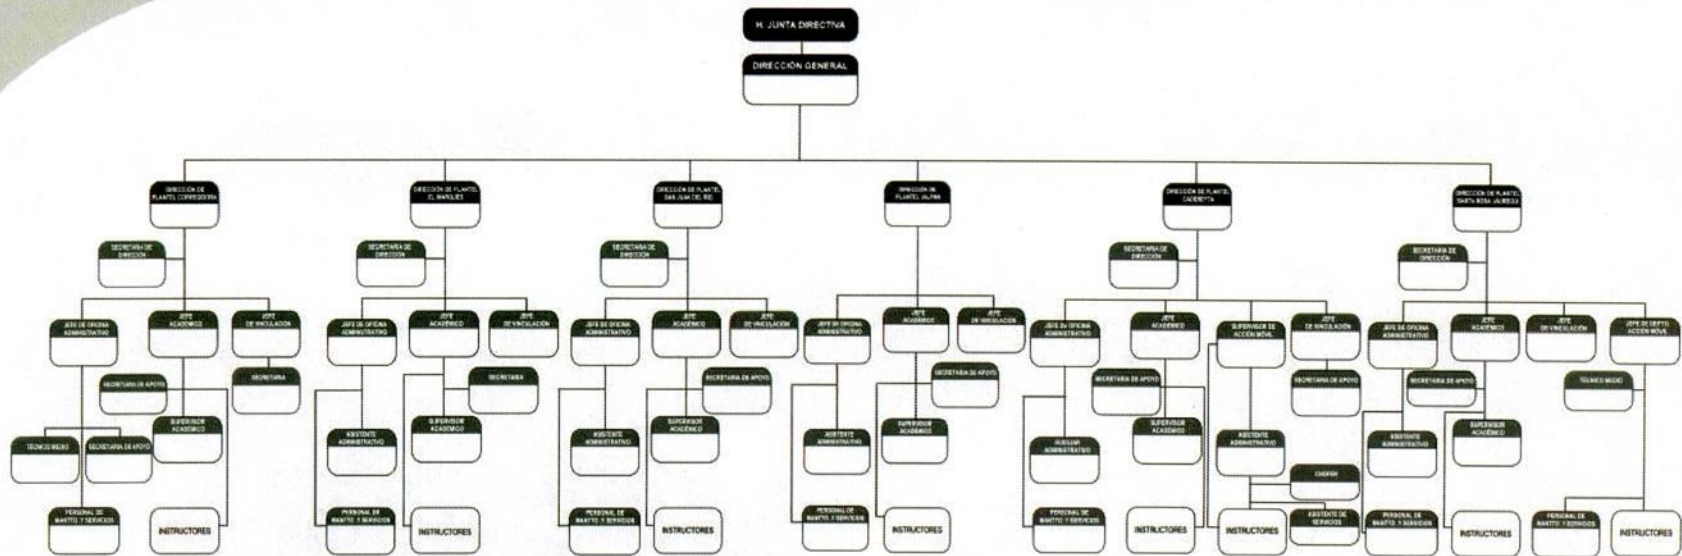 H. JUNTA DIRECTIVA
DIRECCIÓN GENERAL
DIRECCIÓN DE
PLANTEL CORREGIDORA
DIRECCIÓN DE PLANTEL
EL MARQUES
DIRECCIÓN DE PLANTEL
SAN JUAN DEL RIO
DIRECCIÓN DE
PLANTEL JALPAN
DIRECCIÓN DE PLANTEL
CADEREYTA
DIRECCIÓN DE PLANTEL
SANTA ROSA JAUREGUI
SECRETARIA DE
DIRECCIÓN
SECRETARIA DE
DIRECCIÓN
SECRETARIA DE
DIRECCIÓN
SECRETARIA DE
DIRECCIÓN
SECRETARIA DE
DIRECCIÓN
JEFE DE OFICINA
ADMINISTRATIVO
JEFE
ACADÉMICO
JEFE
DE VINCULACIÓN
JEFE DE OFICINA
ADMINISTRATIVO
JEFE
ACADÉMICO
JEFE
DE VINCULACIÓN
JEFE DE OFICINA
ADMINISTRATIVO
JEFE
ACADÉMICO
JEFE
DE VINCULACIÓN
JEFE DE OFICINA
ADMINISTRATIVO
JEFE
ACADÉMICO
JEFE
DE VINCULACIÓN
JEFE DE OFICINA
ADMINISTRATIVO
JEFE
ACADÉMICO
SUPERVISOR DE
ACCIÓN MÓVIL
JEFE
DE VINCULACIÓN
JEFE DE OFICINA
ADMINISTRATIVO
JEFE
ACADÉMICO
JEFE
DE VINCULACIÓN
JEFE DE DEPTO
ACCIÓN MÓVIL
SECRETARIA DE APOYO
SECRETARIA
SECRETARIA
SECRETARIA DE APOYO
SECRETARIA DE APOYO
SECRETARIA DE APOYO
SECRETARIA DE APOYO
SECRETARIA DE APOYO
TÉCNICO MEDIO
SUPERVISOR
ACADÉMICO
SUPERVISOR
ACADÉMICO
SUPERVISOR
ACADÉMICO
SUPERVISOR
ACADÉMICO
SUPERVISOR
ACADÉMICO
SUPERVISOR
ACADÉMICO
TÉCNICO MEDIO
SECRETARIA DE APOYO
ASISTENTE
ADMINISTRATIVO
ASISTENTE
ADMINISTRATIVO
ASISTENTE
ADMINISTRATIVO
AUXILIAR
ADMINISTRATIVO
ASISTENTE
ADMINISTRATIVO
ASISTENTE
ADMINISTRATIVO
CHOFER
PERSONAL DE
MANTTO. Y SERVICIOS
INSTRUCTORES
PERSONAL DE
MANTTO. Y SERVICIOS
INSTRUCTORES
PERSONAL DE
MANTTO. Y SERVICIOS
INSTRUCTORES
PERSONAL DE
MANTTO. Y SERVICIOS
INSTRUCTORES
PERSONAL DE
MANTTO. Y SERVICIOS
INSTRUCTORES
INSTRUCTORES
ASISTENTE DE
SERVICIOS
PERSONAL DE
MANTTO. Y SERVICIOS
INSTRUCTORES
PERSONAL DE
MANTTO. Y SERVICIOS
INSTRUCTORES